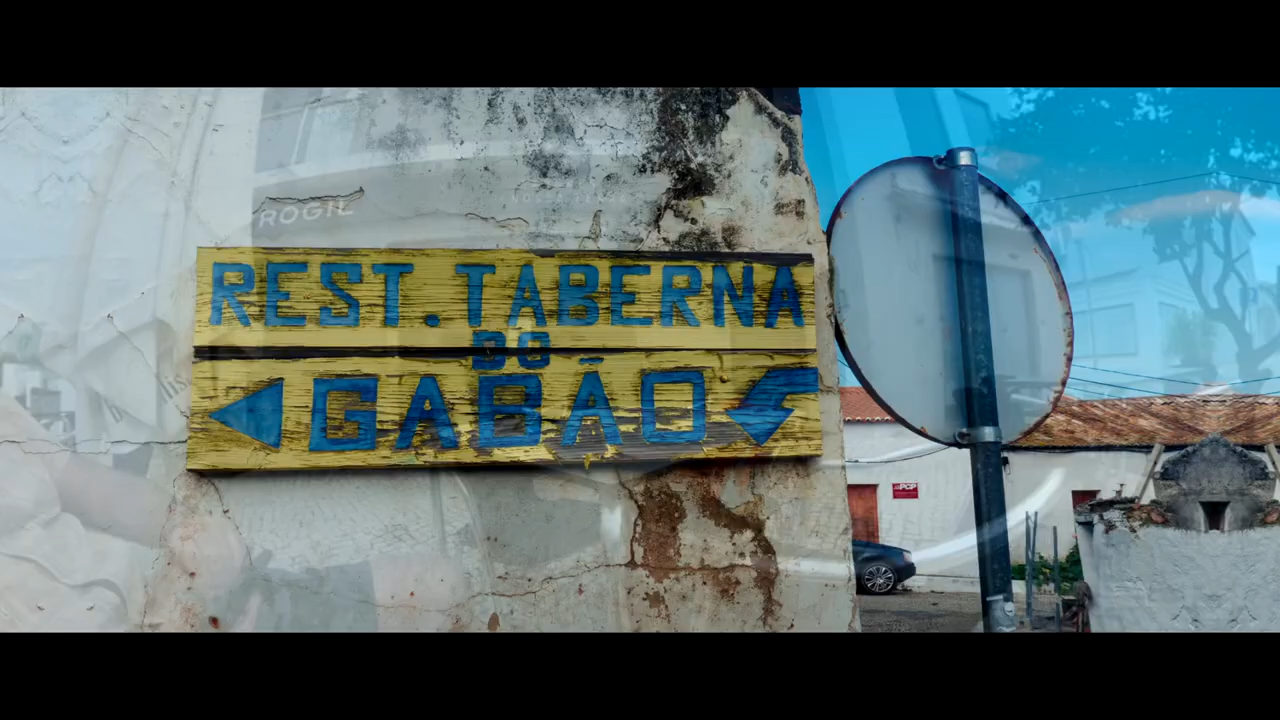 ROGIL
REST. TABERNA
DO
GABÃO
PCP